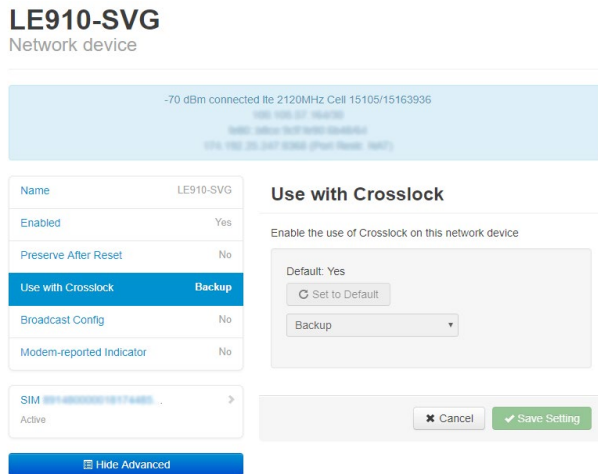 LE910-SVG
Network device
-70 dBm connected lte 2120MHz Cell 15105/15163936
Name LE910-SVG
Enabled Yes
Preserve After Reset No
Use with Crosslock Backup
Broadcast Config No
Modem-reported Indicator No
SIM
Active
Hide Advanced
Use with Crosslock
Enable the use of Crosslock on this network device
Default: Yes
Set to Default
Backup
Cancel
Save Setting